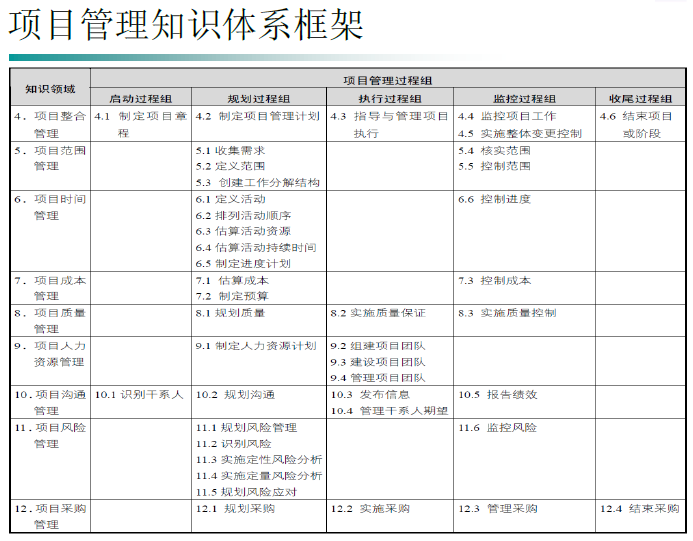 项目管理知识体系框架
知识领域
项目管理过程组
启动过程组 规划过程组 执行过程组 监控过程组 收尾过程组
4. 项目整合管理
4.1 制定项目章程
4.2 制定项目管理计划
4.3 指导与管理项目执行
4.4 监控项目工作
4.5 实施整体变更控制
4.6 结束项目或阶段
5. 项目范围管理
5.1 收集需求
5.2 定义范围
5.3 创建工作分解结构
5.4 核实范围
5.5 控制范围
6. 项目时间管理
6.1 定义活动
6.2 排列活动顺序
6.3 估算活动资源
6.4 估算活动持续时间
6.5 制定进度计划
6.6 控制进度
7. 项目成本管理
7.1 估算成本
7.2 制定预算
7.3 控制成本
8. 项目质量管理
8.1 规划质量
8.2 实施质量保证
8.3 实施质量控制
9. 项目人力资源管理
9.1 制定人力资源计划
9.2 组建项目团队
9.3 建设项目团队
9.4 管理项目团队
10. 项目沟通管理
10.1 识别干系人
10.2 规划沟通
10.3 发布信息
10.4 管理干系人期望
10.5 报告绩效
11. 项目风险管理
11.1 规划风险管理
11.2 识别风险
11.3 实施定性风险分析
11.4 实施定量风险分析
11.5 规划风险应对
11.6 监控风险
12. 项目采购管理
12.1 规划采购
12.2 实施采购
12.3 管理采购
12.4 结束采购